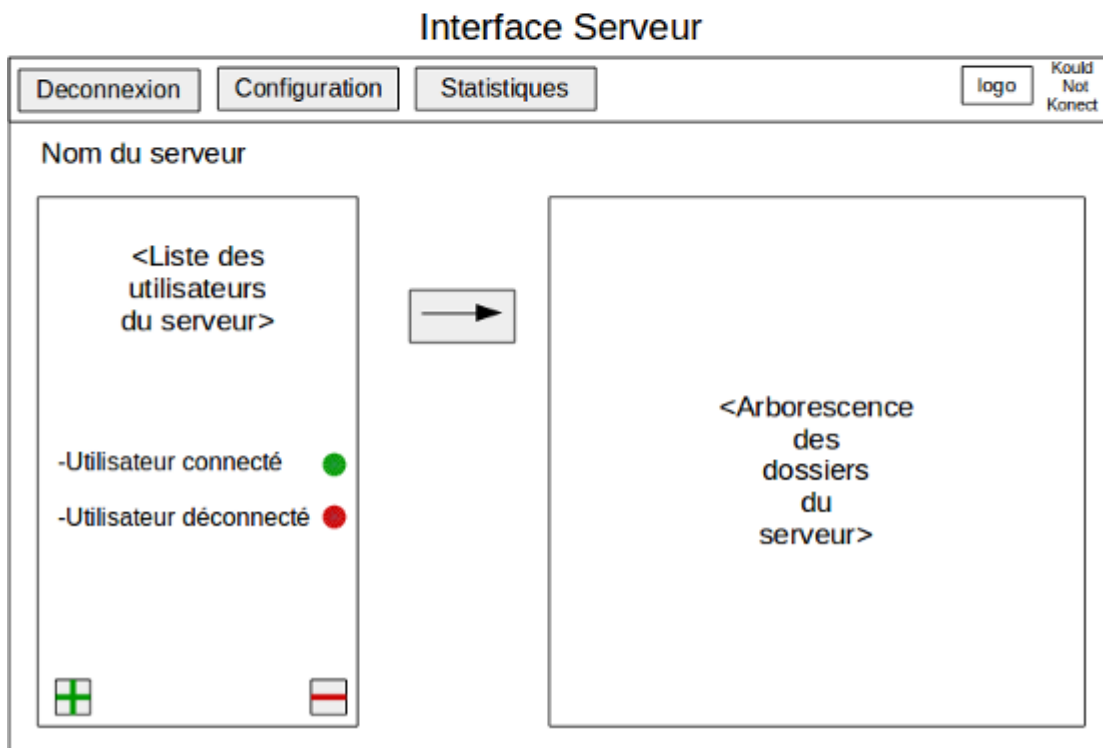 Interface Serveur
Deconnexion
Configuration
Statistiques
logo
Kould
Not
Konect
Nom du serveur
<Liste des
utilisateurs
du serveur>
-Utilisateur connecté
-Utilisateur déconnecté
<Arborescence
des
dossiers
du
serveur>